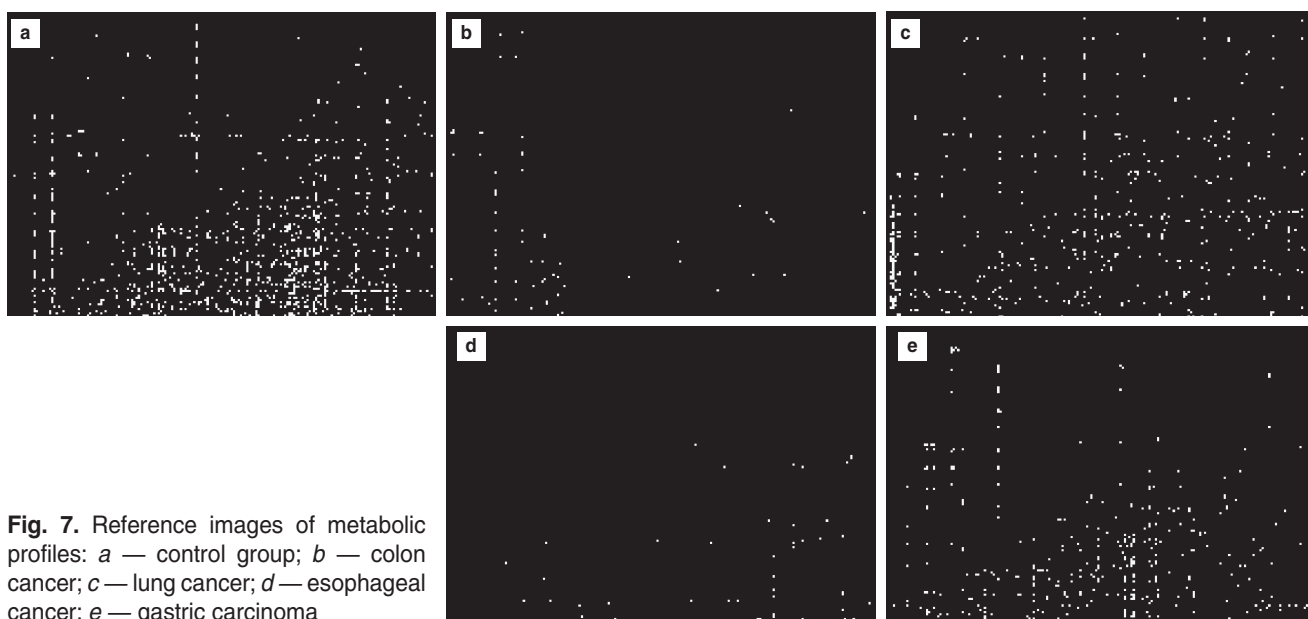 a
b
c
d
e
Fig. 7. Reference images of metabolic
profiles: a — control group; b — colon
cancer; c — lung cancer; d — esophageal
cancer; e — gastric carcinoma